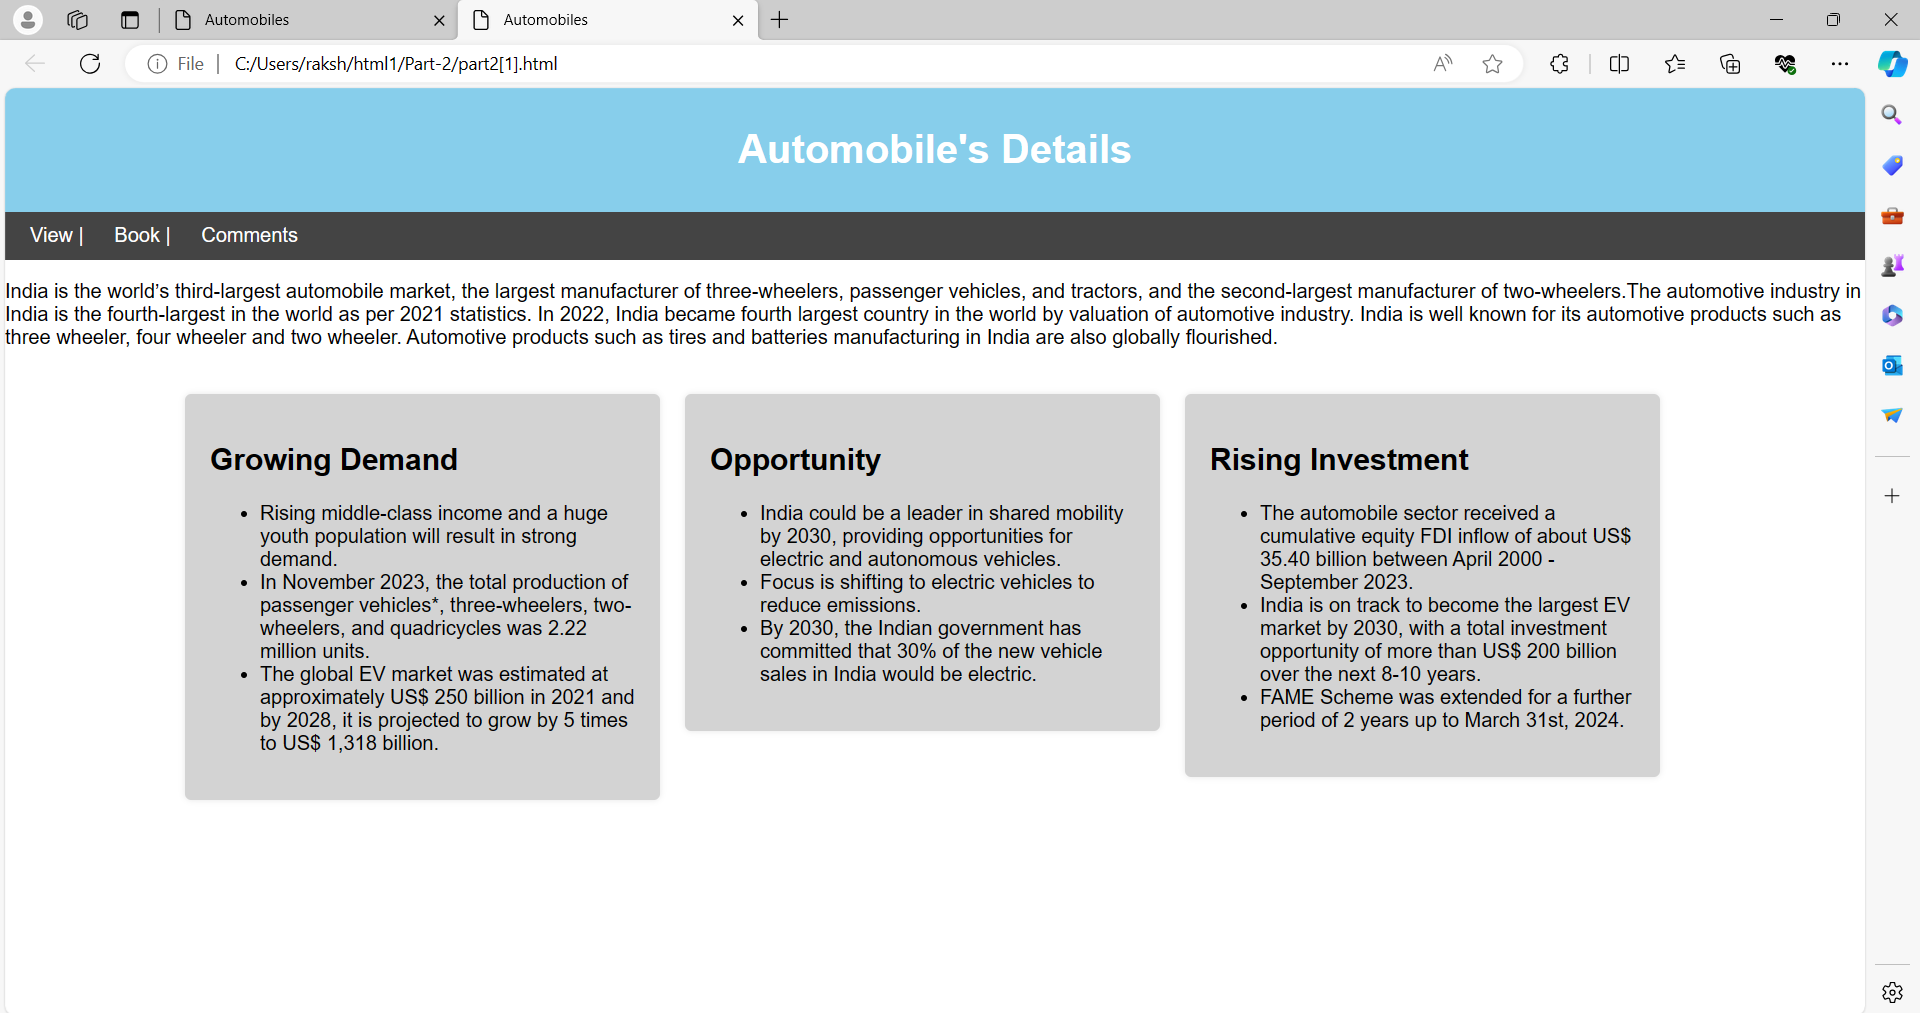 Automobiles
Automobiles
File
C:/Users/raksh/html1/Part-2/part2[1].html
Automobile's Details
View | Book | Comments
India is the world’s third-largest automobile market, the largest manufacturer of three-wheelers, passenger vehicles, and tractors, and the second-largest manufacturer of two-wheelers.The automotive industry in
India is the fourth-largest in the world as per 2021 statistics. In 2022, India became fourth largest country in the world by valuation of automotive industry. India is well known for its automotive products such as
three wheeler, four wheeler and two wheeler. Automotive products such as tires and batteries manufacturing in India are also globally flourished.
Growing Demand
• Rising middle-class income and a huge
youth population will result in strong
demand.
• In November 2023, the total production of
passenger vehicles*, three-wheelers, two-
wheelers, and quadricycles was 2.22
million units.
• The global EV market was estimated at
approximately US$ 250 billion in 2021 and
by 2028, it is projected to grow by 5 times
to US$ 1,318 billion.
Opportunity
• India could be a leader in shared mobility
by 2030, providing opportunities for
electric and autonomous vehicles.
• Focus is shifting to electric vehicles to
reduce emissions.
• By 2030, the Indian government has
committed that 30% of the new vehicle
sales in India would be electric.
Rising Investment
• The automobile sector received a
cumulative equity FDI inflow of about US$
35.40 billion between April 2000 -
September 2023.
• India is on track to become the largest EV
market by 2030, with a total investment
opportunity of more than US$ 200 billion
over the next 8-10 years.
• FAME Scheme was extended for a further
period of 2 years up to March 31st, 2024.